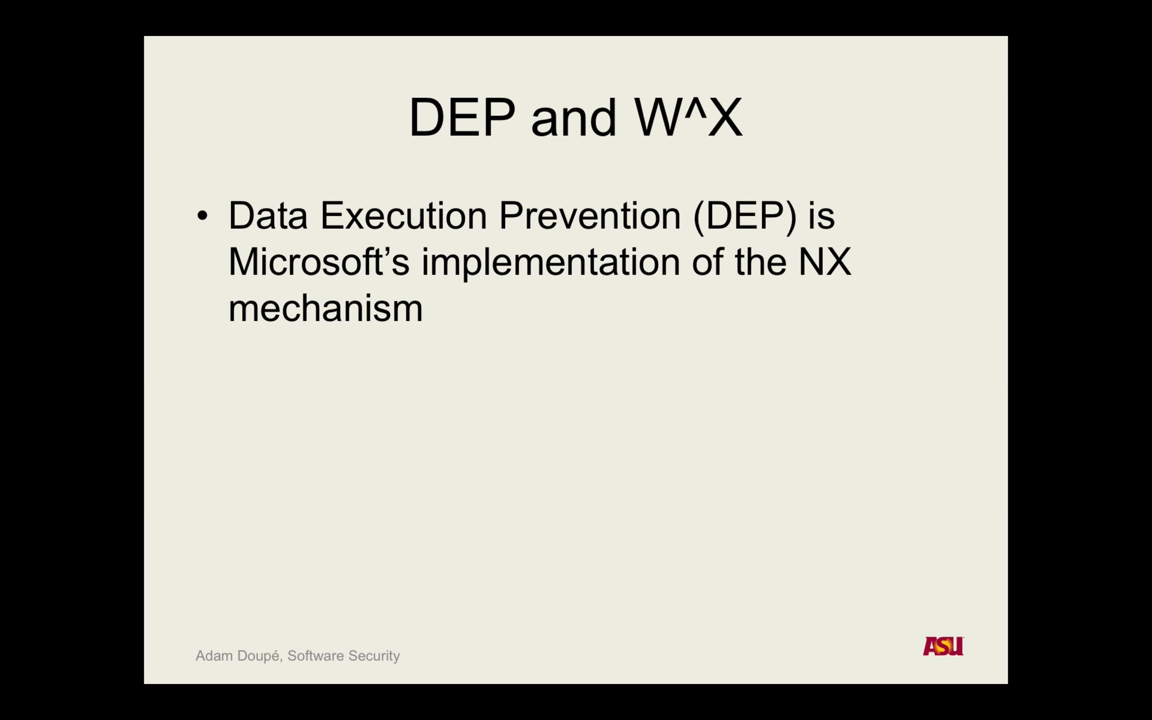 DEP and W^X
• Data Execution Prevention (DEP) is
Microsoft’s implementation of the NX
mechanism
Adam Doupé, Software Security
ASU